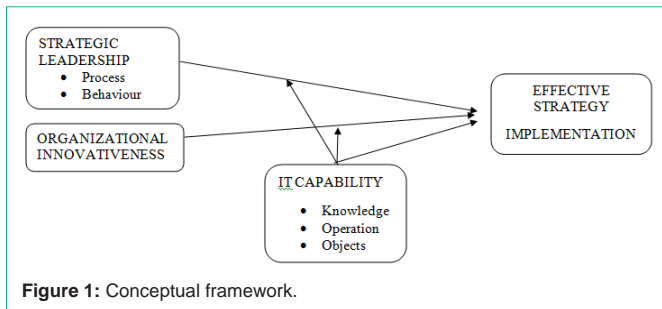 STRATEGIC
LEADERSHIP
• Process
• Behaviour
ORGANIZATIONAL
INNOVATIVENESS
EFFECTIVE
STRATEGY
IMPLEMENTATION
IT CAPABILITY
• Knowledge
• Operation
• Objects
Figure 1: Conceptual framework.